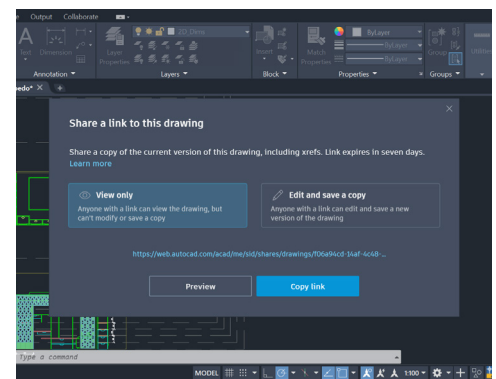 Output Collaborate
2D_Dims
ByLayer
ByLayer
ByLayer
Text Dimension
Layer
Properties
Insert
Match
Properties
Group
Utilities
Annotation
Layers
Block
Properties
Groups
Share a link to this drawing
Share a copy of the current version of this drawing, including xrefs. Link expires in seven days.
Learn more
View only
Anyone with a link can view the drawing, but
can't modify or save a copy
Edit and save a copy
Anyone with a link can edit and save a new
version of the drawing
https://web.autocad.com/acad/me/sid/shares/drawings/f06a94cd-14af-4c48-...
Preview
Copy link
Type a command
MODEL
1:100